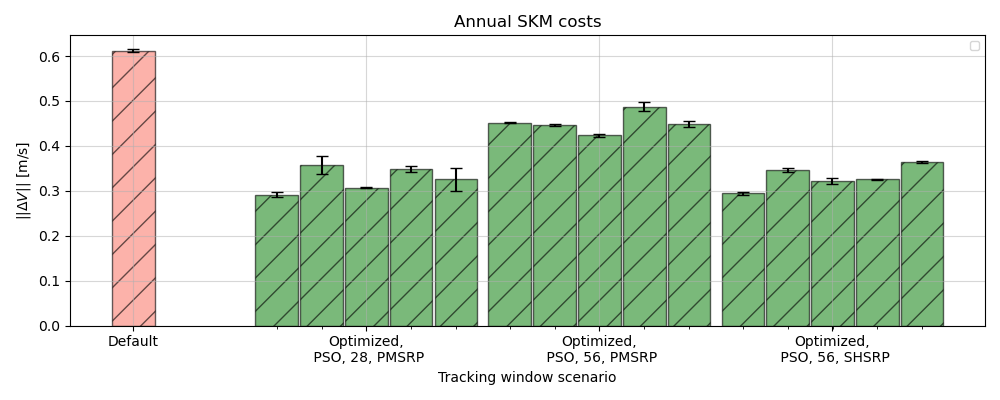 Annual SKM costs
||ΔV|| [m/s]
0.6
0.5
0.4
0.3
0.2
0.1
0.0
Default
Optimized,
PSO, 28, PMSRP
Optimized,
PSO, 56, PMSRP
Optimized,
PSO, 56, SHSRP
Tracking window scenario